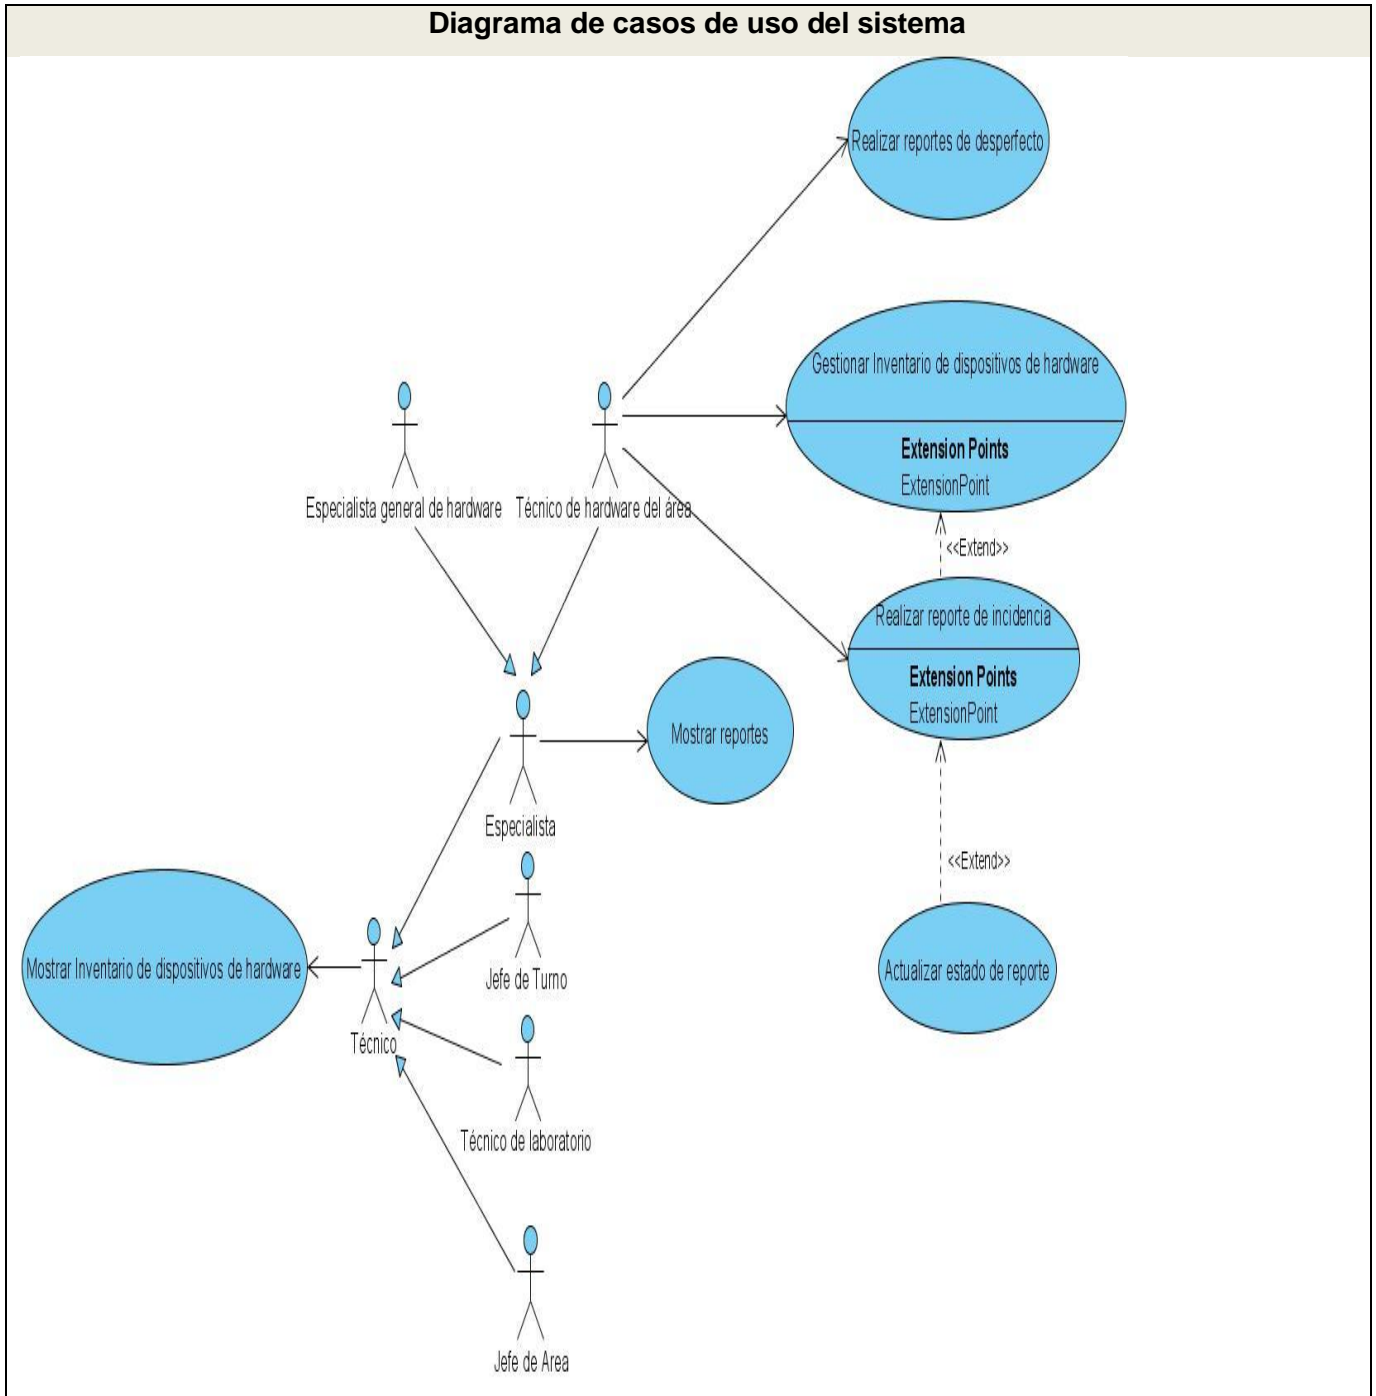 Diagrama de casos de uso del sistema
Realizar reportes de desperfecto
Gestionar Inventario de dispositivos de hardware
Extension Points
ExtensionPoint
Especialista general de hardware
Técnico de hardware del área
<<Extend>>
Realizar reporte de incidencia
Extension Points
ExtensionPoint
Mostrar reportes
Especialista
<<Extend>>
Mostrar Inventario de dispositivos de hardware
Actualizar estado de reporte
Jefe de Turno
Técnico
Técnico de laboratorio
Jefe de Area